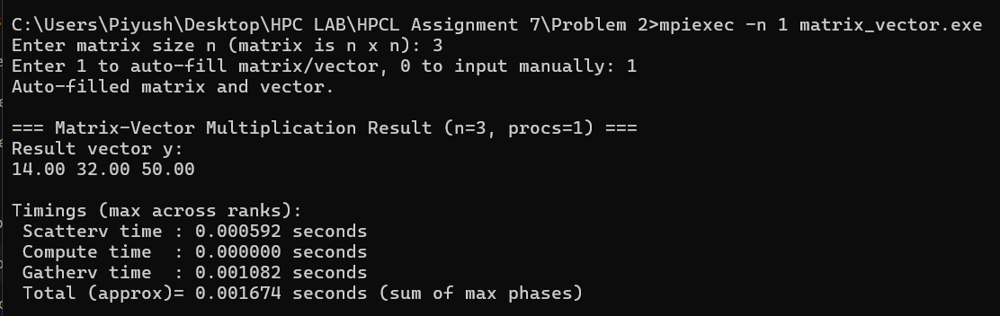 C:\Users\Piyush\Desktop\HPC LAB\HPCL Assignment 7\Problem 2>mpiexec -n 1 matrix_vector.exe
Enter matrix size n (matrix is n x n): 3
Enter 1 to auto-fill matrix/vector, 0 to input manually: 1
Auto-filled matrix and vector.

=== Matrix-Vector Multiplication Result (n=3, procs=1) ===
Result vector y:
14.00 32.00 50.00

Timings (max across ranks):
 Scatterv time : 0.000592 seconds
 Compute time  : 0.000000 seconds
 Gatherv time  : 0.001082 seconds
 Total (approx)= 0.001674 seconds (sum of max phases)